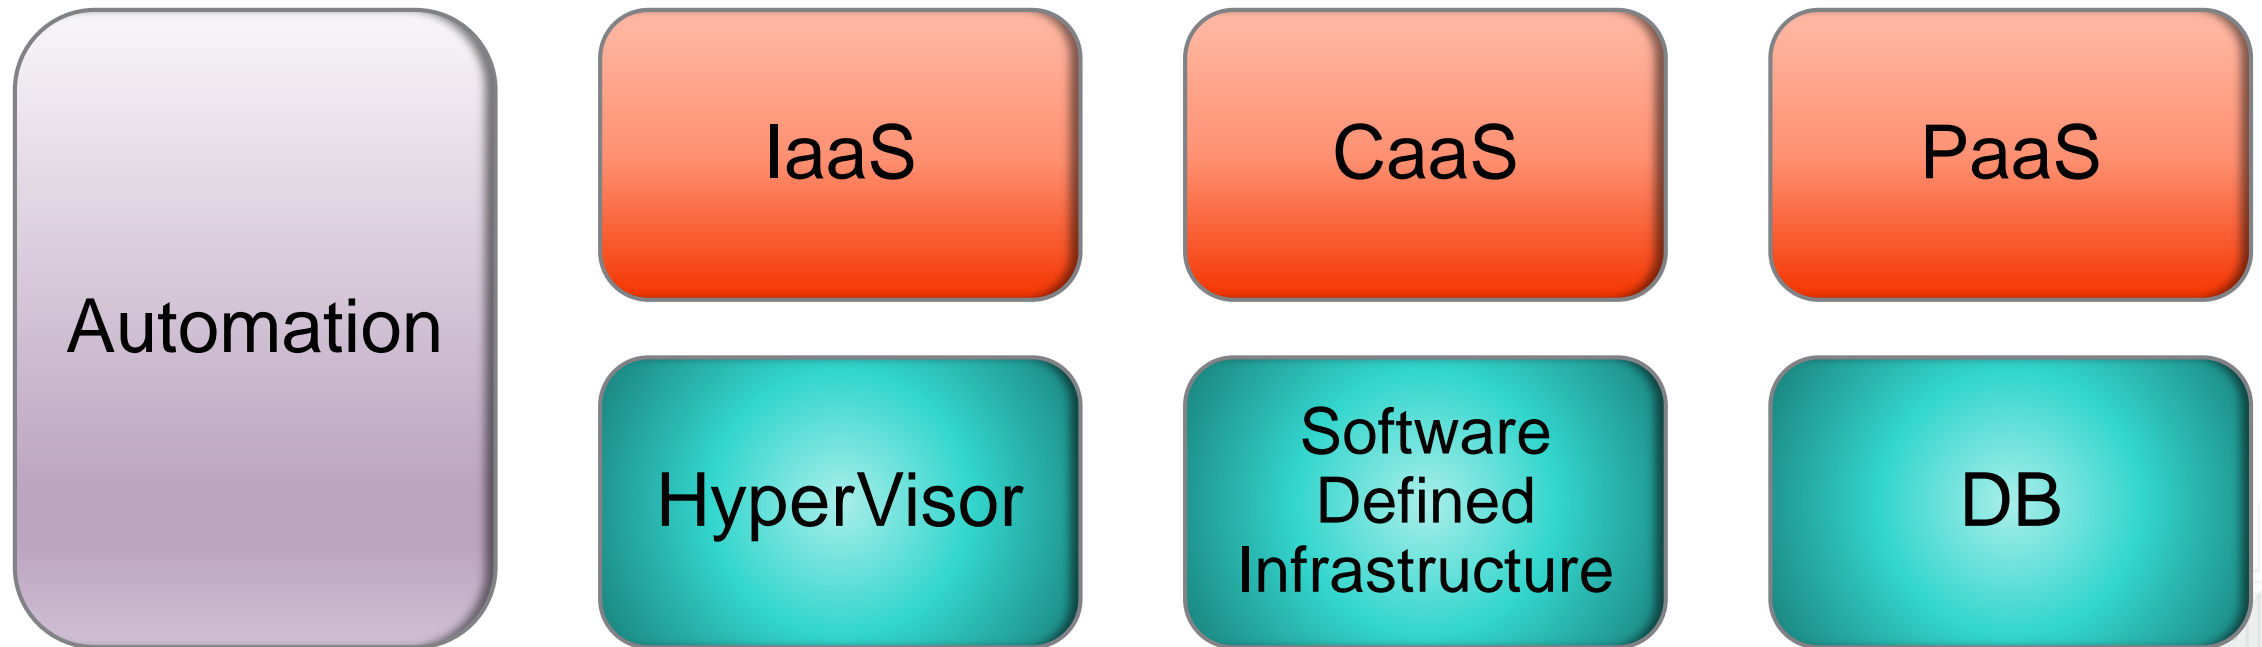 Automation
IaaS
CaaS
PaaS
HyperVisor
Software
Defined
Infrastructure
DB